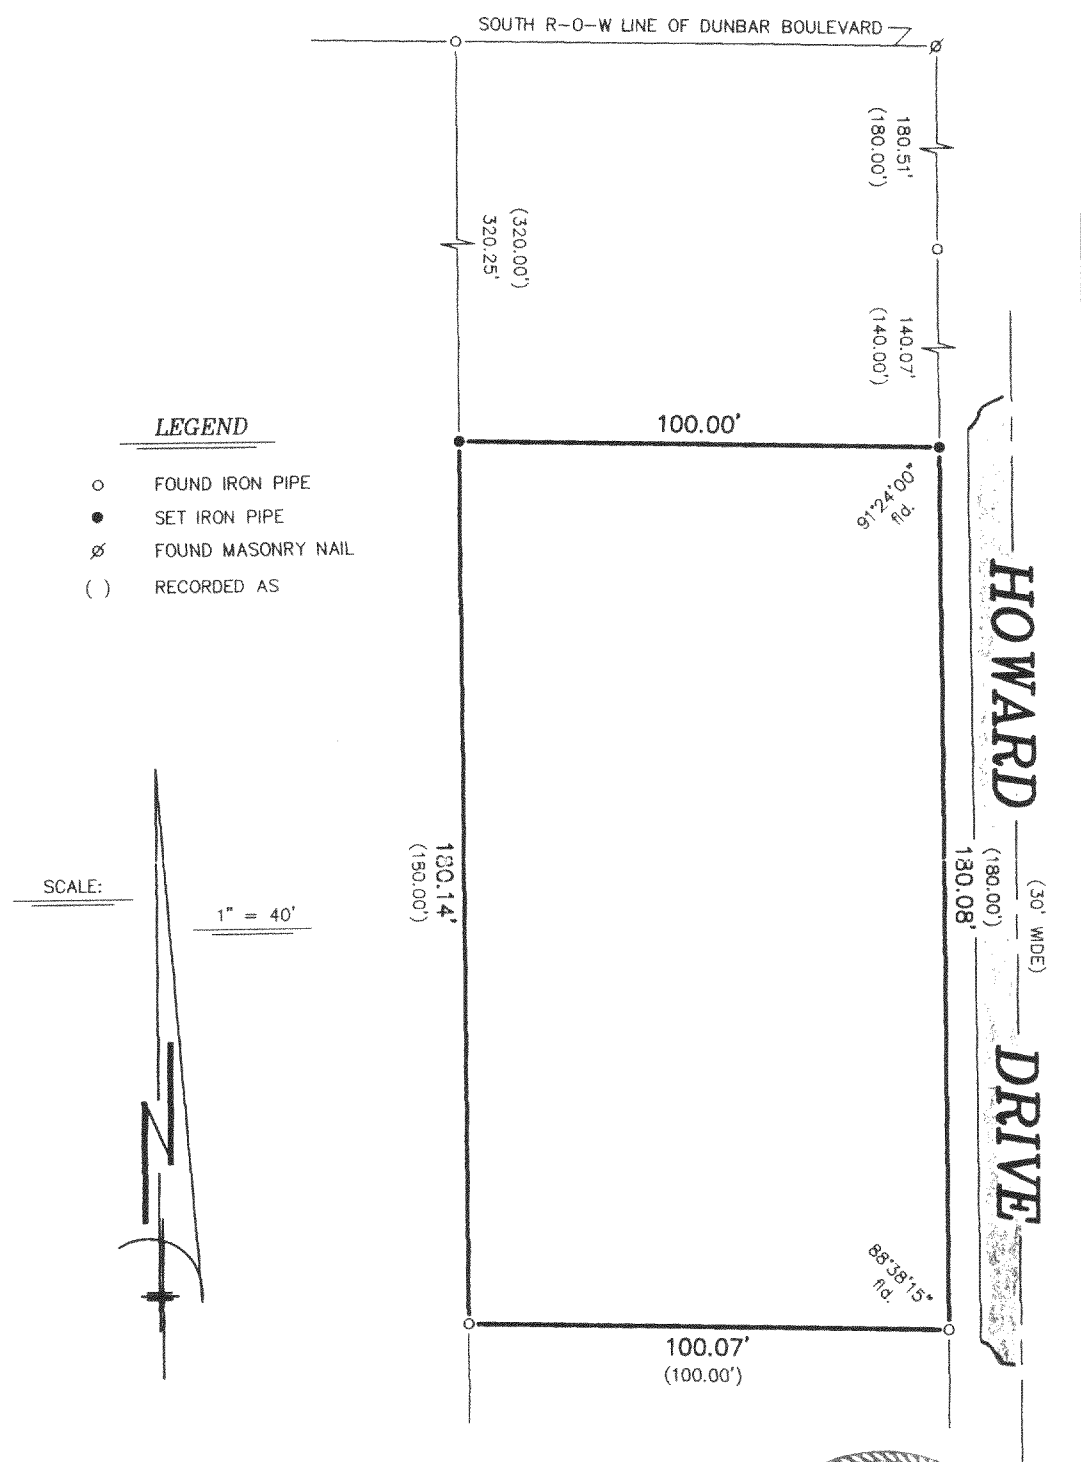 SOUTH R-O-W LINE OF DUNBAR BOULEVARD
180.51'
(180.00')
(320.00')
320.25'
140.07'
(140.00')
100.00'
91°24'00"
fld.
LEGEND
FOUND IRON PIPE
SET IRON PIPE
FOUND MASONRY NAIL
( ) RECORDED AS
HOWARD
(30' WIDE)
DRIVE
SCALE:
1" = 40'
180.14'
(180.00')
(180.00')
180.08'
N
88°38'15"
fld.
100.07'
(100.00')